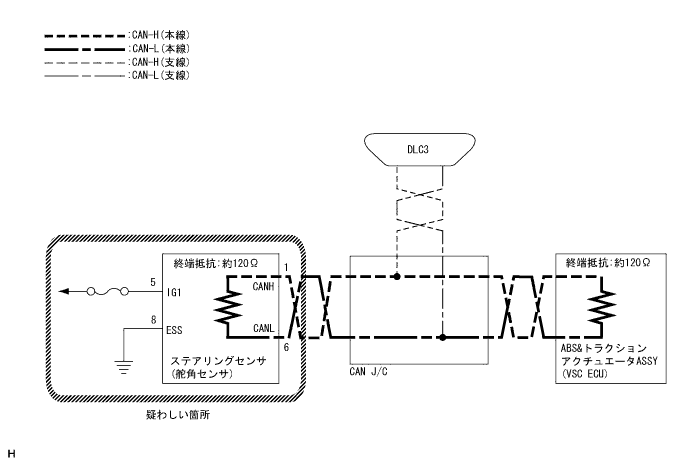 :CAN-H(本線)
:CAN-L(本線)
:CAN-H(支線)
:CAN-L(支線)
DLC3
終端抵抗:約120Ω
5
IG1
8
ESS
CANH
1
CANL
6
ステアリングセンサ
(舵角センサ)
疑わしい箇所
CAN J/C
終端抵抗:約120Ω
ABS&トラクション
アクチュエータASSY
(VSC ECU)
H